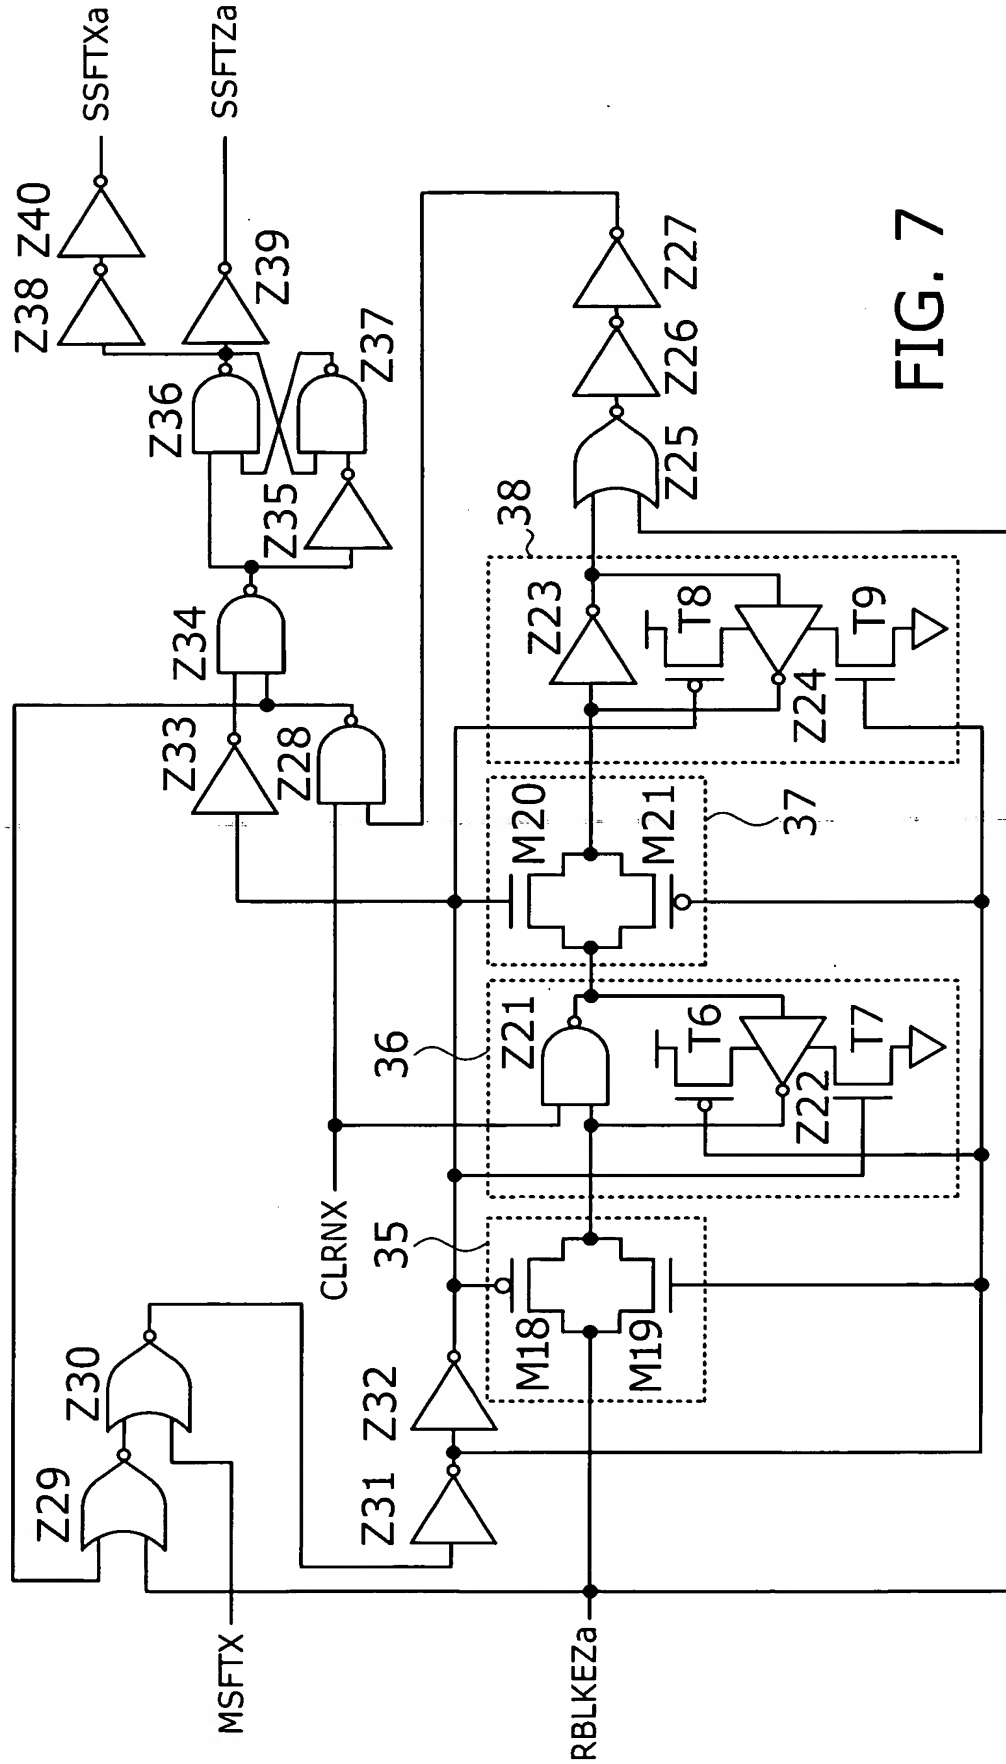 SSFTXa
SSFTZa
Z40
Z38
Z39
Z36
Z37
Z35
Z34
Z33
Z28
Z27
Z26
Z25
FIG. 7
38
Z23
T8
T9
Z24
M20
M21
37
36
Z21
T6
T7
Z22
CLRNX
35
M18
M19
Z30
Z29
Z32
Z31
MSFTX
RBLKEZa